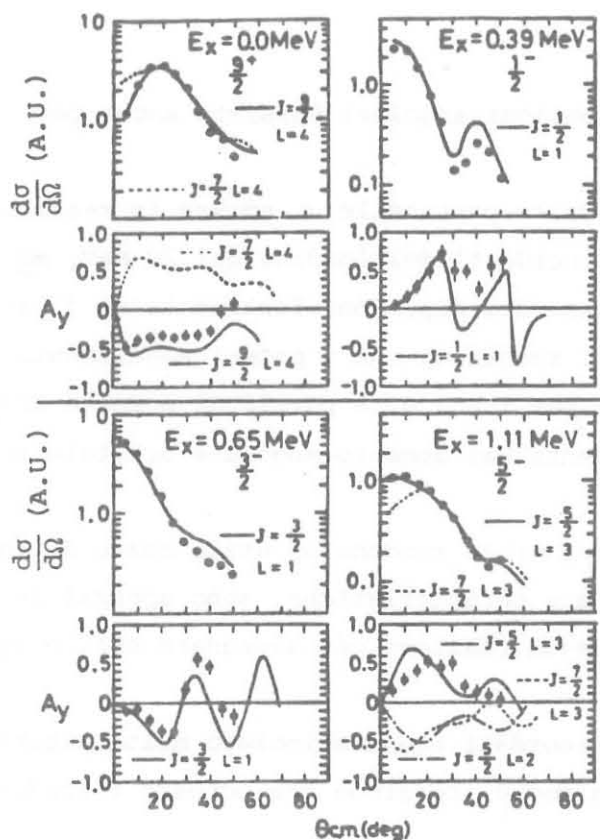 10
Eₓ = 0.0MeV
9/2⁺
J = 9/2
L = 4
1.0
dσ/dΩ (A.U.)
J = 7/2 L = 4
0.1
Eₓ = 0.39 MeV
1/2⁻
1.0
J = 1/2
L = 1
0.1
1.0
0.5
A_y 0
-0.5
-1.0
J = 7/2 L = 4
J = 9/2 L = 4
1.0
0.5
0
-0.5
-1.0
J = 1/2 L = 1
Eₓ = 0.65 MeV
3/2
1.0
dσ/dΩ (A.U.)
J = 3/2
L = 1
Eₓ = 1.11 MeV
5/2
1.0
J = 5/2
L = 3
J = 7/2 L = 3
0.1
1.0
0.5
A_y 0
-0.5
-1.0
J = 3/2 L = 1
0 20 40 60 80
1.0
0.5
0
-0.5
-1.0
J = 5/2 L = 3
J = 7/2
L = 3
J = 5/2 L = 2
0 20 40 60 80
θcm.(deg)